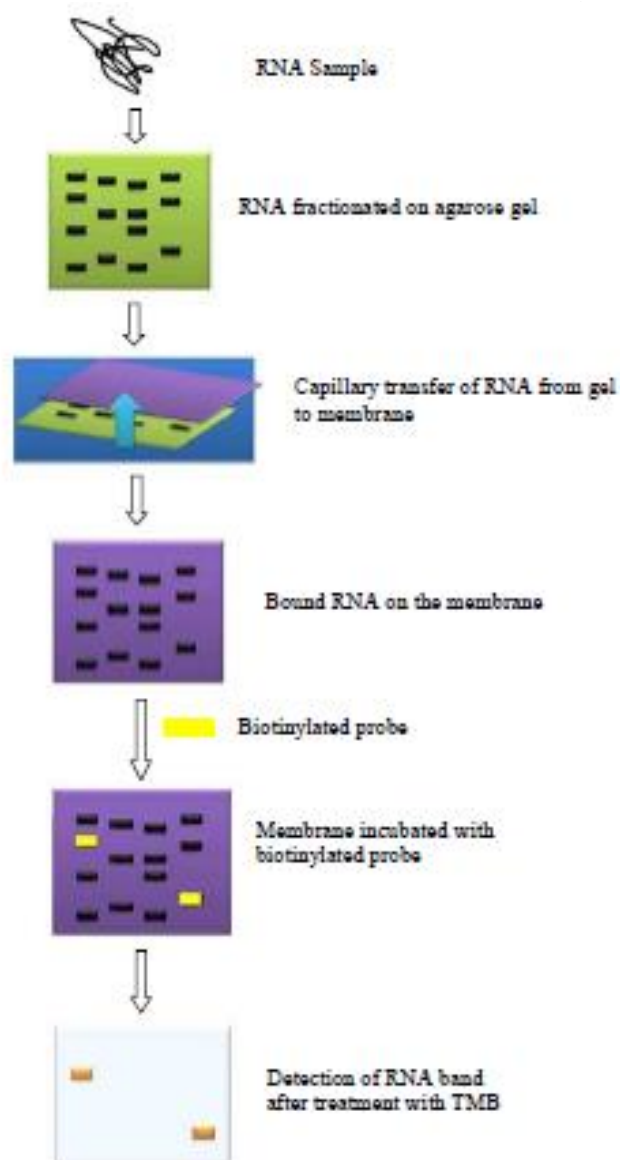 RNA Sample
RNA fractionated on agarose gel
Capillary transfer of RNA from gel
to membrane
Bound RNA on the membrane
Biotinylated probe
Membrane incubated with
biotinylated probe
Detection of RNA band
after treatment with TMB